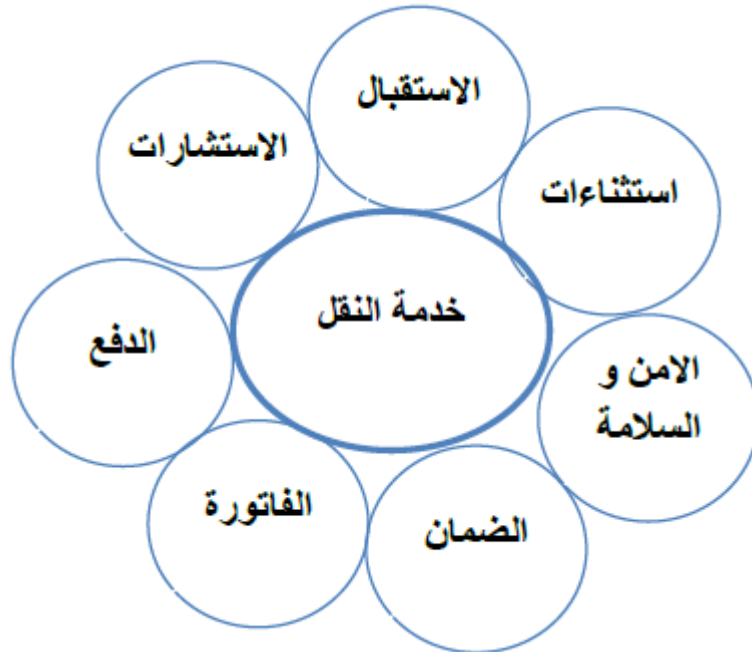 الاستقبال
الاستشارات
استثناءات
خدمة النقل
الدفع
الامن و
السلامة
الفاتورة
الضمان